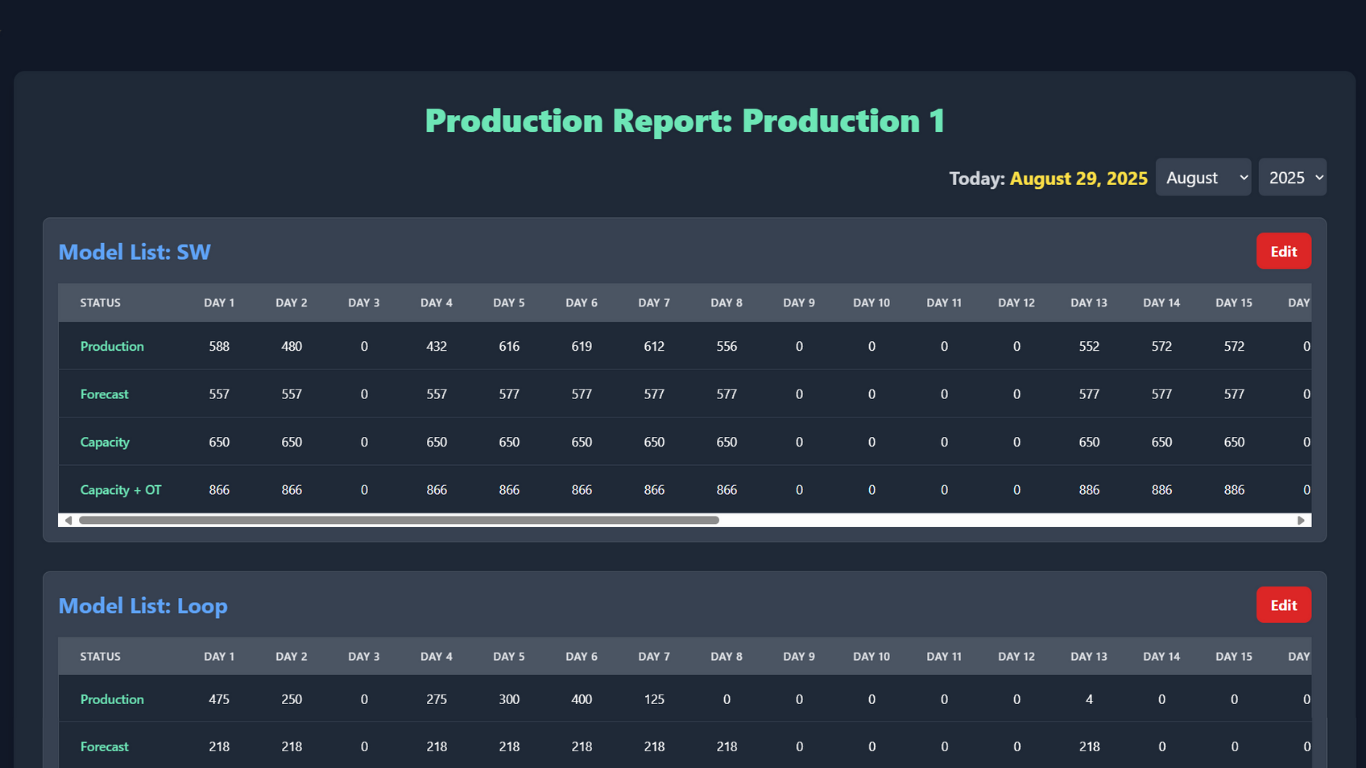 Production Report: Production 1
Today: August 29, 2025 August 2025
Model List: SW Edit
STATUS DAY 1 DAY 2 DAY 3 DAY 4 DAY 5 DAY 6 DAY 7 DAY 8 DAY 9 DAY 10 DAY 11 DAY 12 DAY 13 DAY 14 DAY 15 DAY
Production 588 480 0 432 616 619 612 556 0 0 0 0 552 572 572 0
Forecast 557 557 0 557 577 577 577 577 0 0 0 0 577 577 577 0
Capacity 650 650 0 650 650 650 650 650 0 0 0 0 650 650 650 0
Capacity + OT 866 866 0 866 866 866 866 866 0 0 0 0 886 886 886 0
Model List: Loop Edit
STATUS DAY 1 DAY 2 DAY 3 DAY 4 DAY 5 DAY 6 DAY 7 DAY 8 DAY 9 DAY 10 DAY 11 DAY 12 DAY 13 DAY 14 DAY 15 DAY
Production 475 250 0 275 300 400 125 0 0 0 0 0 4 0 0 0
Forecast 218 218 0 218 218 218 218 218 0 0 0 0 218 0 0 0